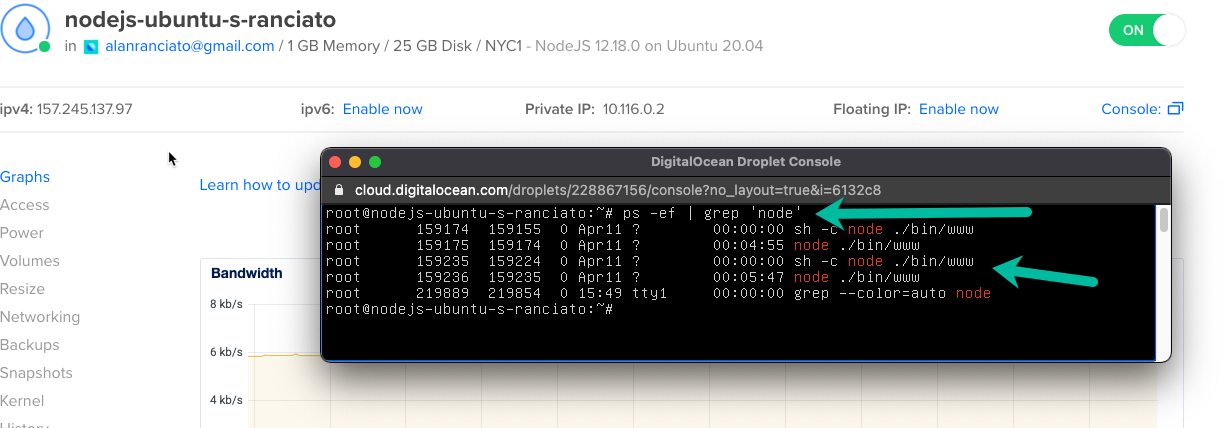 nodejs-ubuntu-s-ranciato
in alanranciato@gmail.com / 1 GB Memory / 25 GB Disk / NYC1 - NodeJS 12.18.0 on Ubuntu 20.04
ON
ipv4: 157.245.137.97 ipv6: Enable now Private IP: 10.116.0.2 Floating IP: Enable now Console:
Graphs
Access
Power
Volumes
Resize
Networking
Backups
Snapshots
Kernel
History
Learn how to upd
Bandwidth
8 kb/s
6 kb/s
4 kb/s
DigitalOcean Droplet Console
cloud.digitalocean.com/droplets/228867156/console?no_layout=true&i=6132c8
root@nodejs-ubuntu-s-ranciato:~# ps -ef | grep 'node'
root 159174 159155 0 Apr11 ? 00:00:00 sh -c node ./bin/www
root 159175 159174 0 Apr11 ? 00:04:55 node ./bin/www
root 159235 159224 0 Apr11 ? 00:00:00 sh -c node ./bin/www
root 159236 159235 0 Apr11 ? 00:05:47 node ./bin/www
root 219889 219854 0 15:49 tty1 00:00:00 grep --color=auto node
root@nodejs-ubuntu-s-ranciato:~#